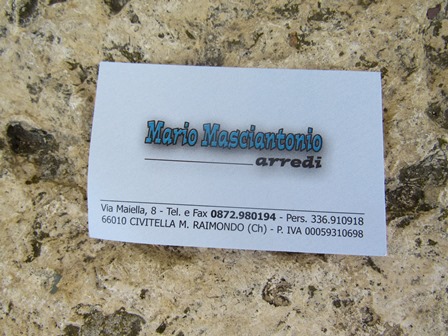 Mario Masciantonio
arredi
Via Maiella, 8 - Tel. e Fax 0872.980194 - Pers. 336.910918
66010 CIVITELLA M. RAIMONDO (Ch) - P. IVA 00059310698